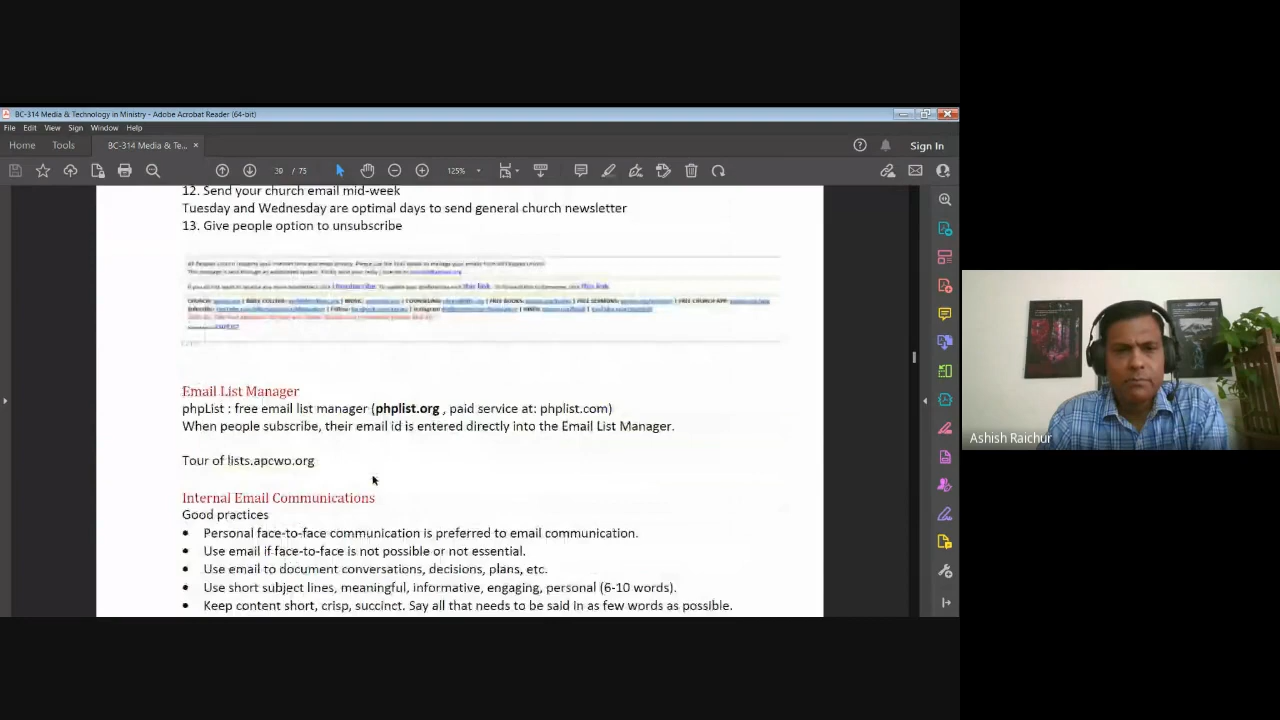 BC-314 Media & Technology in Ministry - Adobe Acrobat Reader (64-bit)
File Edit View Sign Window Help
Home Tools BC-314 Media & Te... × Sign In
30 / 75 125%
12. Send your church email mid-week
Tuesday and Wednesday are optimal days to send general church newsletter
13. Give people option to unsubscribe
Email List Manager
phpList : free email list manager (phplist.org , paid service at: phplist.com)
When people subscribe, their email id is entered directly into the Email List Manager.
Tour of lists.apcwo.org
Internal Email Communications
Good practices
• Personal face-to-face communication is preferred to email communication.
• Use email if face-to-face is not possible or not essential.
• Use email to document conversations, decisions, plans, etc.
• Use short subject lines, meaningful, informative, engaging, personal (6-10 words).
• Keep content short, crisp, succinct. Say all that needs to be said in as few words as possible.
Ashish Raichur